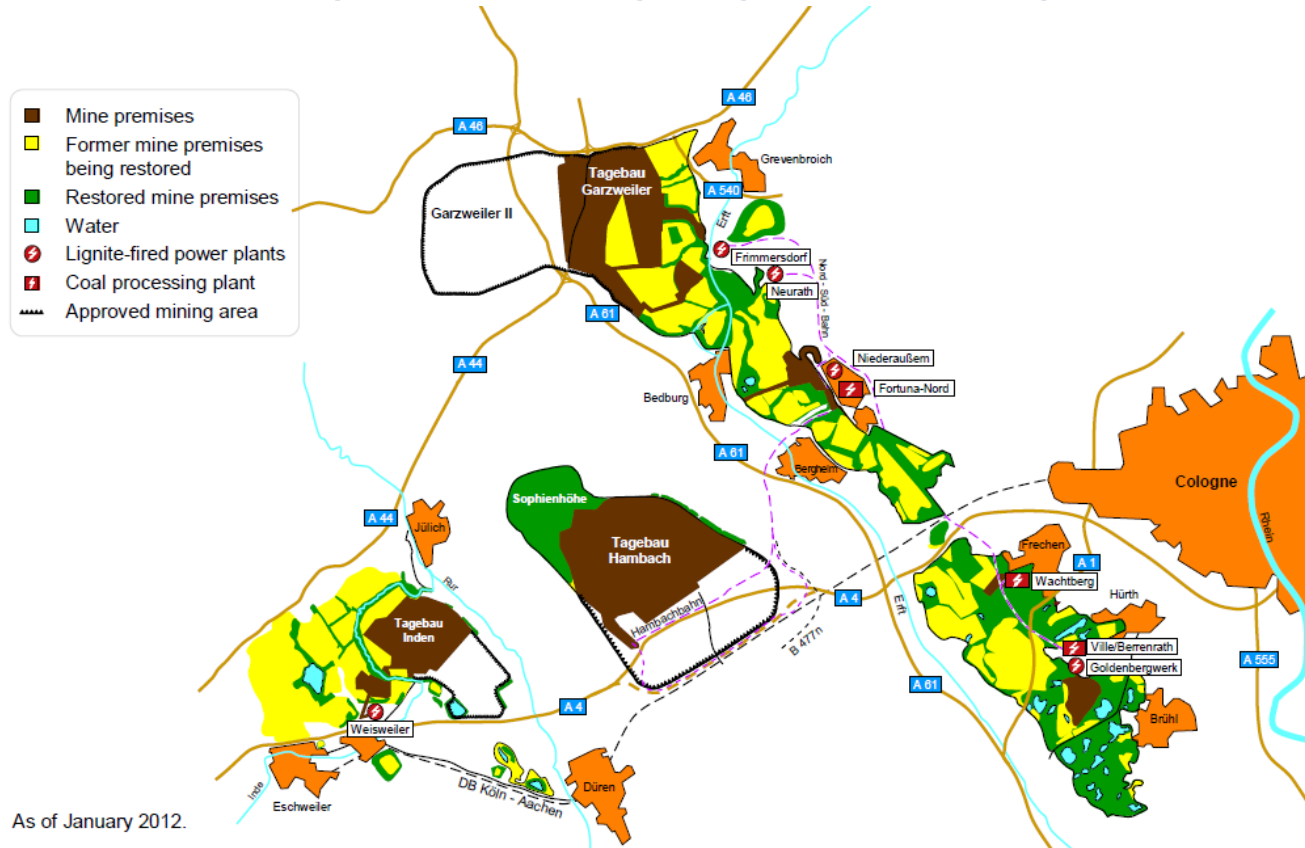 Mine premises
Former mine premises
being restored
Restored mine premises
Water
Lignite-fired power plants
Coal processing plant
Approved mining area
A 46
A 46
Grevenbroich
Tagebau
Garzweiler
A 540
Garzweiler II
Erft
Frimmersdorf
Neurath
Nord - Süd - Bahn
A 61
A 44
Niederaußem
Fortuna-Nord
Bedburg
A 61
Bergheim
Cologne
Rhein
Sophienhöhe
A 44
Jülich
Tagebau
Hambach
Frechen
A 1
Wachtberg
Rur
Hambachbahn
A 4
Erft
Hürth
B 477n
Tagebau
Inden
Ville/Berrenrath
Goldenbergwerk
A 555
A 61
A 4
Weisweiler
Brühl
Inde
Eschweiler
DB Köln - Aachen
Düren
As of January 2012.